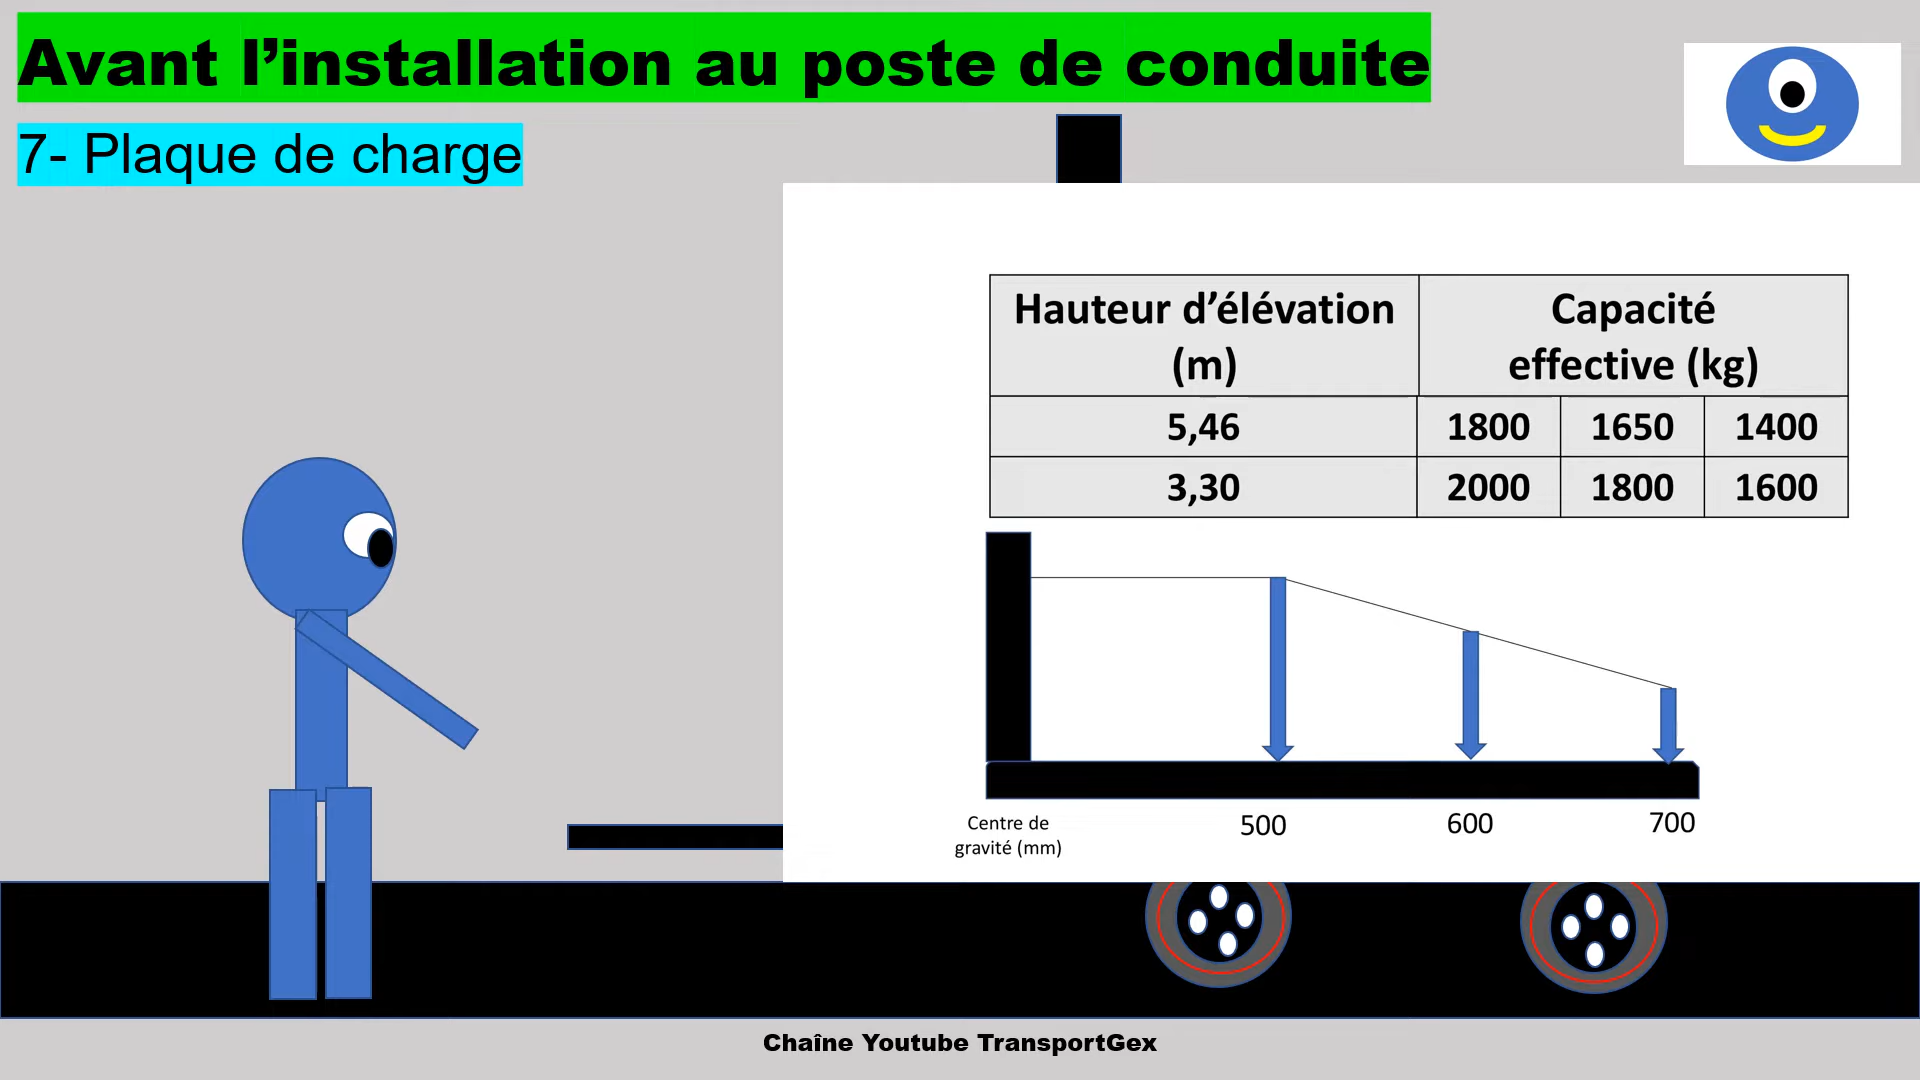 Avant l’installation au poste de conduite
7- Plaque de charge
Hauteur d’élévation (m)
Capacité effective (kg)
5,46 1800 1650 1400
3,30 2000 1800 1600
Centre de gravité (mm)
500 600 700
Chaîne Youtube TransportGex